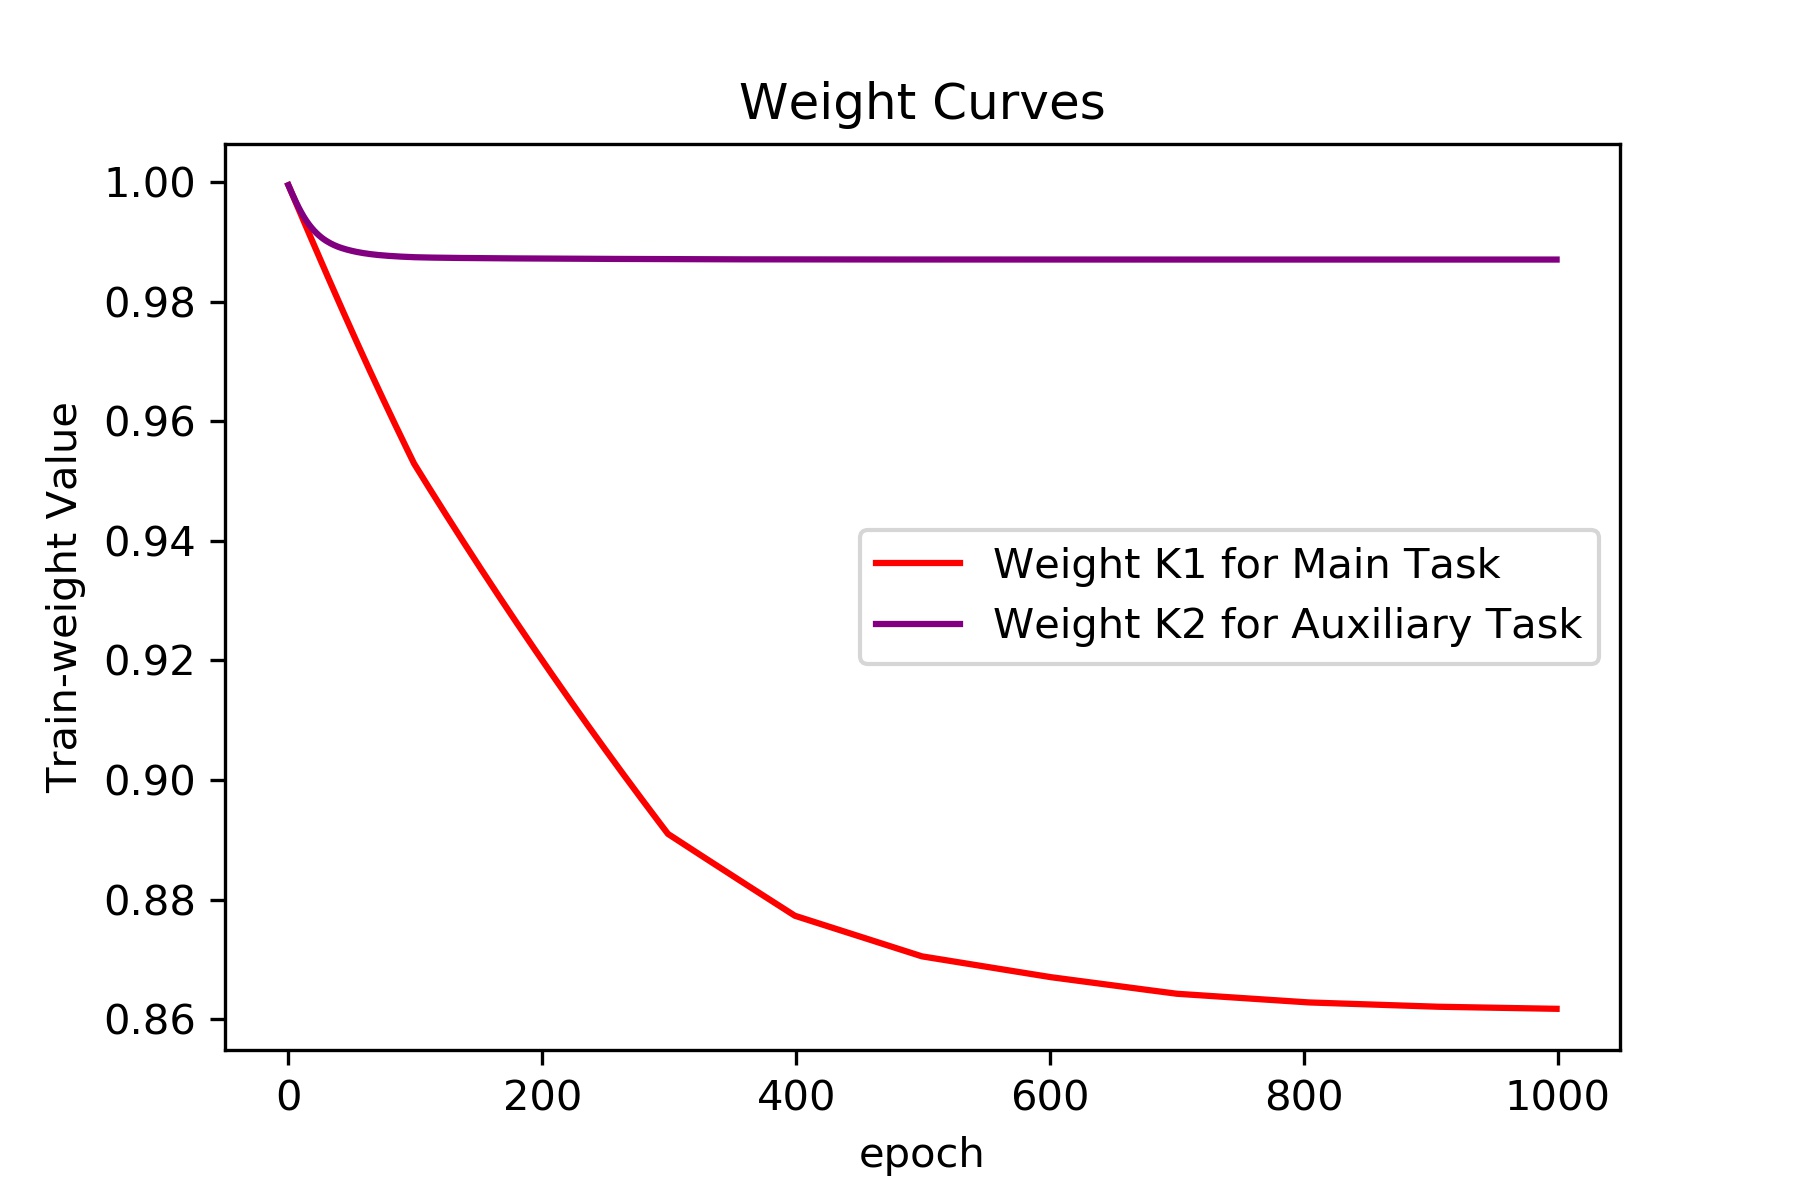 Weight Curves
1.00
0.98
0.96
0.94
0.92
0.90
0.88
0.86
Train-weight Value
Weight K1 for Main Task
Weight K2 for Auxiliary Task
0 200 400 600 800 1000
epoch